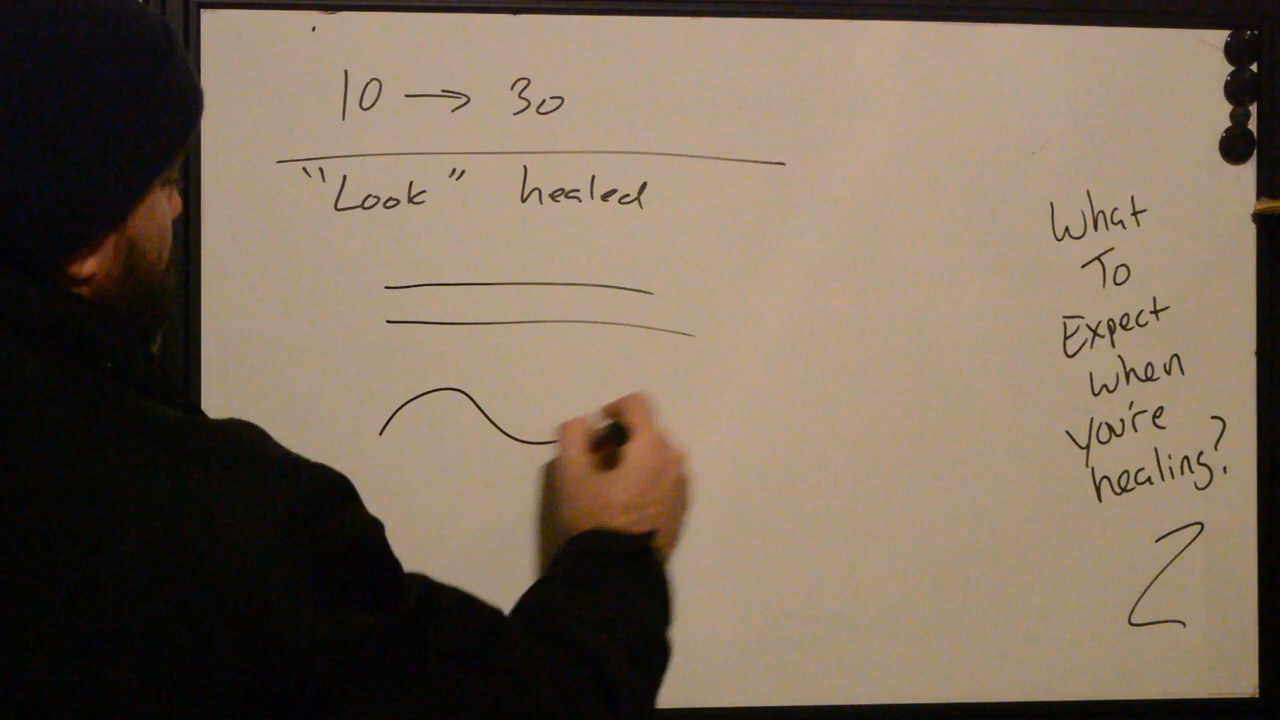 10 → 30
"Look" healed
What
To
Expect
when
you're
healing?
2